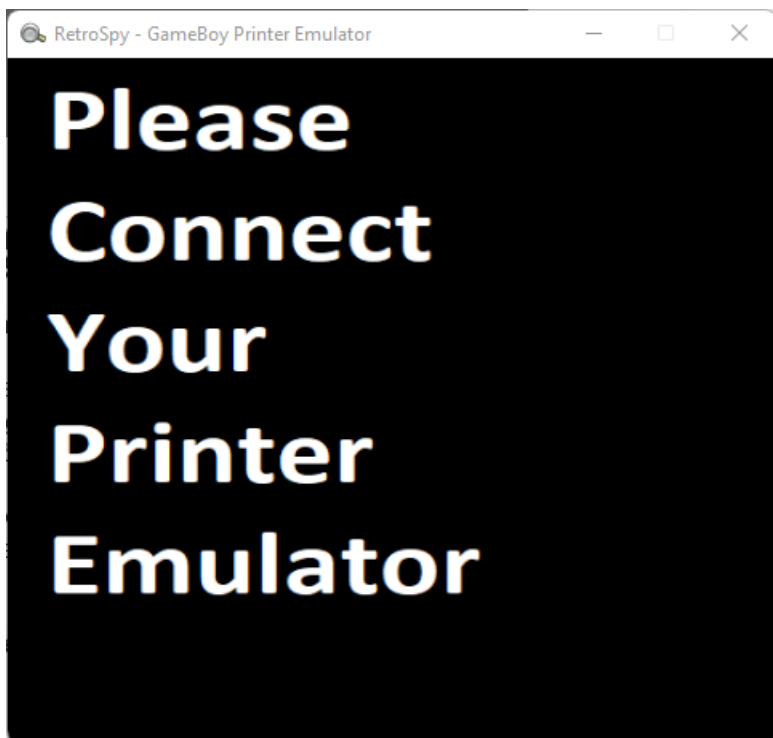 RetroSpy - GameBoy Printer Emulator
Please
Connect
Your
Printer
Emulator